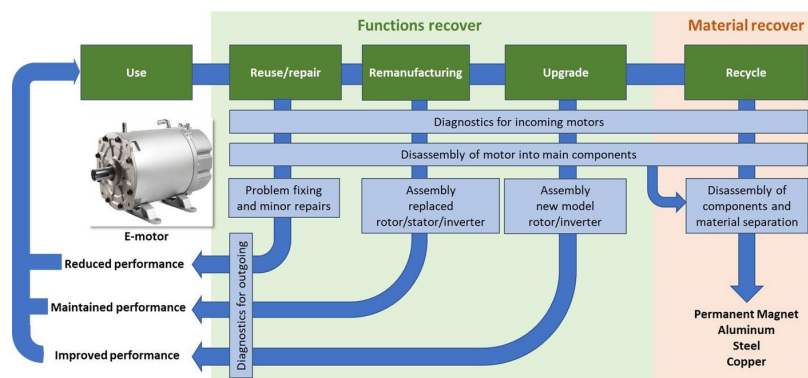 Functions recover
Material recover
Use
Reuse/repair
Remanufacturing
Upgrade
Recycle
Diagnostics for incoming motors
Disassembly of motor into main components
Problem fixing
and minor repairs
Assembly
replaced
rotor/stator/inverter
Assembly
new model
rotor/inverter
Disassembly of
components and
material separation
E-motor
Reduced performance
Maintained performance
Improved performance
Diagnostics for outgoing
Permanent Magnet
Aluminum
Steel
Copper